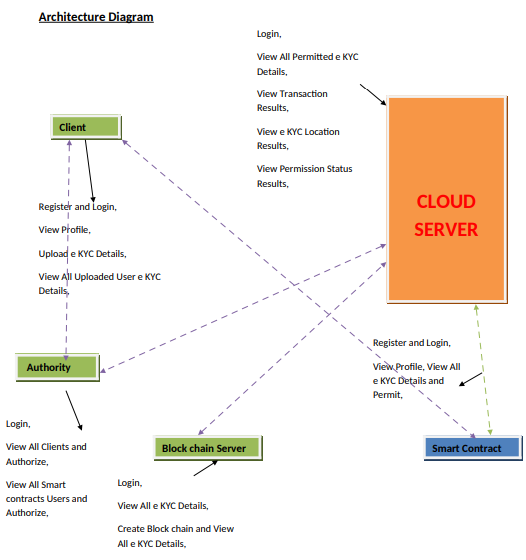 Architecture Diagram
Login,
View All Permitted e KYC
Details,
View Transaction
Results,
View e KYC Location
Results,
View Permission Status
Results,
Client
CLOUD
SERVER
Register and Login,
View Profile,
Upload e KYC Details,
View All Uploaded User e KYC
Details,
Register and Login,
View Profile, View All
e KYC Details and
Permit,
Authority
Login,
View All Clients and
Authorize,
View All Smart
contracts Users and
Authorize,
Block chain Server
Smart Contract
Login,
View All e KYC Details,
Create Block chain and View
All e KYC Details,